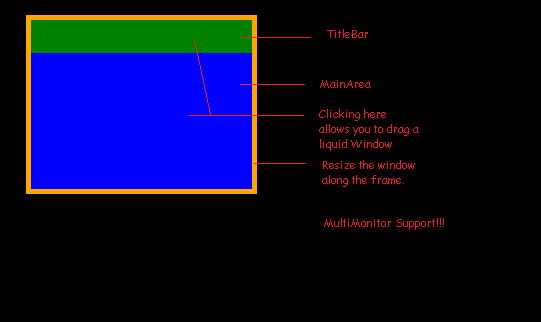 TitleBar
MainArea
Clicking here
allows you to drag a
liquid Window
Resize the window
along the frame.
MultiMonitor Support!!!